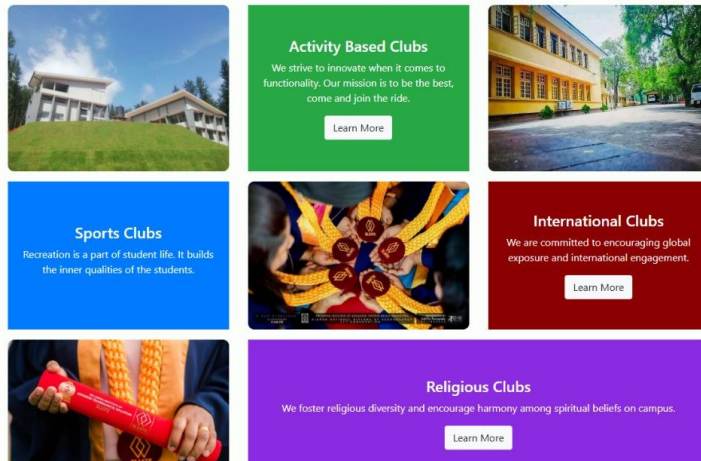 Activity Based Clubs
We strive to innovate when it comes to
functionality. Our mission is to be the best,
come and join the ride.
Learn More
Sports Clubs
Recreation is a part of student life. It builds
the inner qualities of the students.
International Clubs
We are committed to encouraging global
exposure and international engagement.
Learn More
Religious Clubs
We foster religious diversity and encourage harmony among spiritual beliefs on campus.
Learn More